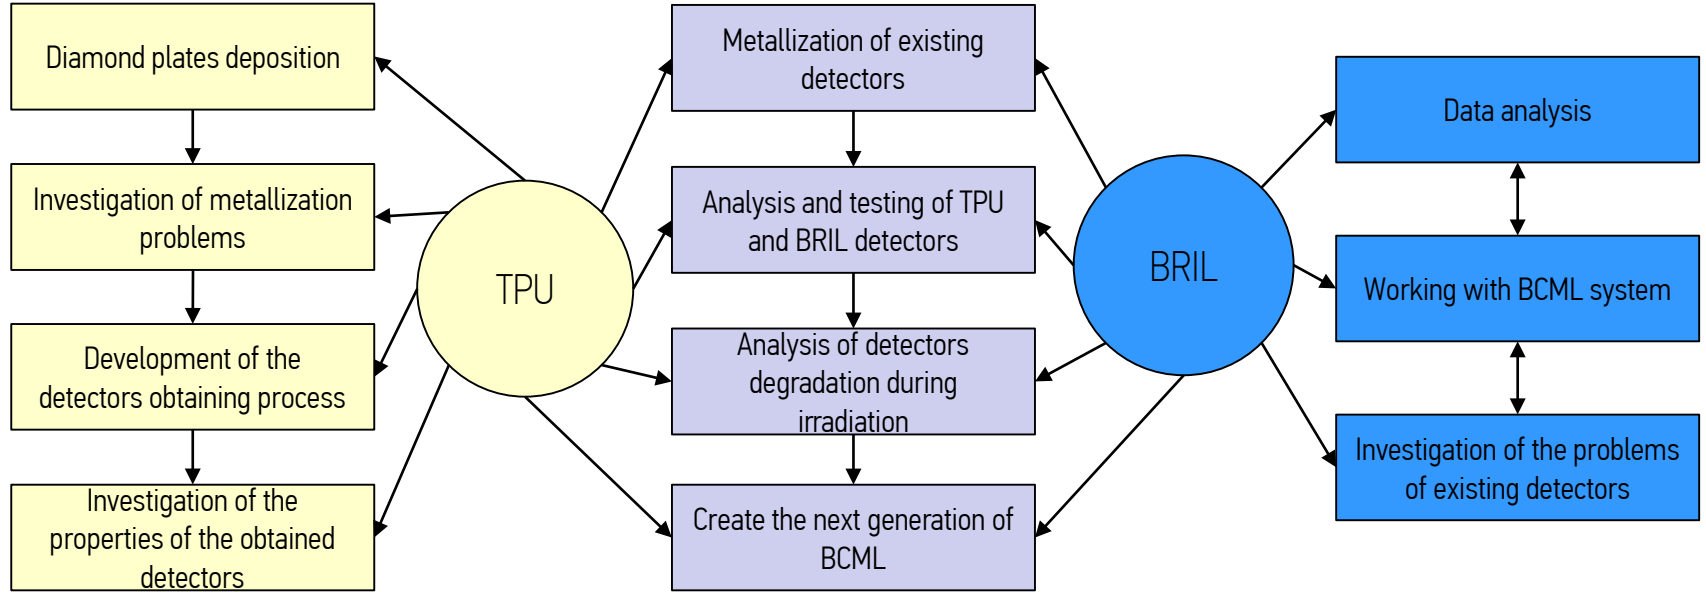 Diamond plates deposition
Investigation of metallization
problems
Development of the
detectors obtaining process
Investigation of the
properties of the obtained
detectors
TPU
Metallization of existing
detectors
Analysis and testing of TPU
and BRIL detectors
Analysis of detectors
degradation during
irradiation
Create the next generation of
BCML
BRIL
Data analysis
Working with BCML system
Investigation of the problems
of existing detectors